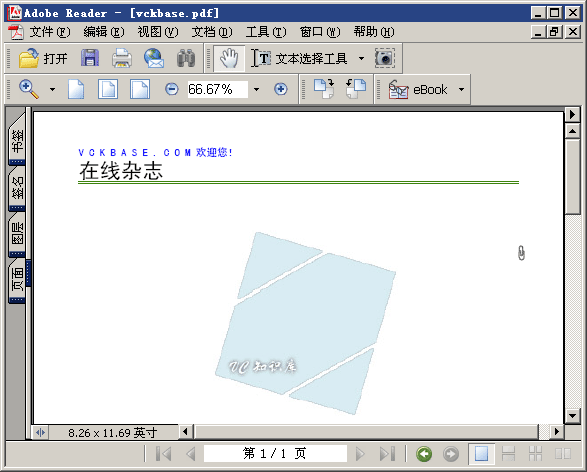 Adobe Reader - [vckbase.pdf]
文件(F) 编辑(E) 视图(V) 文档(D) 工具(T) 窗口(W) 帮助(H)
打开 文本选择工具
66.67% eBook
书签
签名
图层
页面
VCKBASE.COM 欢迎您!
在线杂志
VC知识库
8.26 x 11.69 英寸
第 1 / 1 页